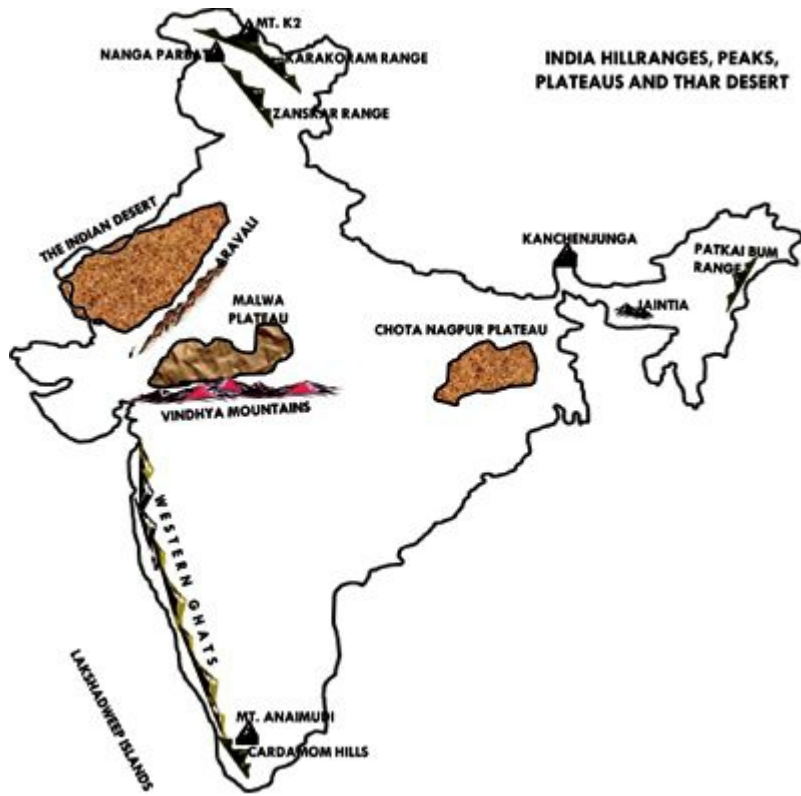 MT. K2
NANGA PARBAT
KARAKORAM RANGE
INDIA HILLRANGES, PEAKS,
PLATEAUS AND THAR DESERT
ZANSKAR RANGE
THE INDIAN DESERT
ARAVALI
KANCHENJUNGA
PATKAI BUM
RANGE
MALWA
PLATEAU
JAINTIA
CHOTA NAGPUR PLATEAU
VINDHYA MOUNTAINS
WESTERN GHATS
LAKSHADWEEP ISLANDS
MT. ANAIMUDI
CARDAMOM HILLS